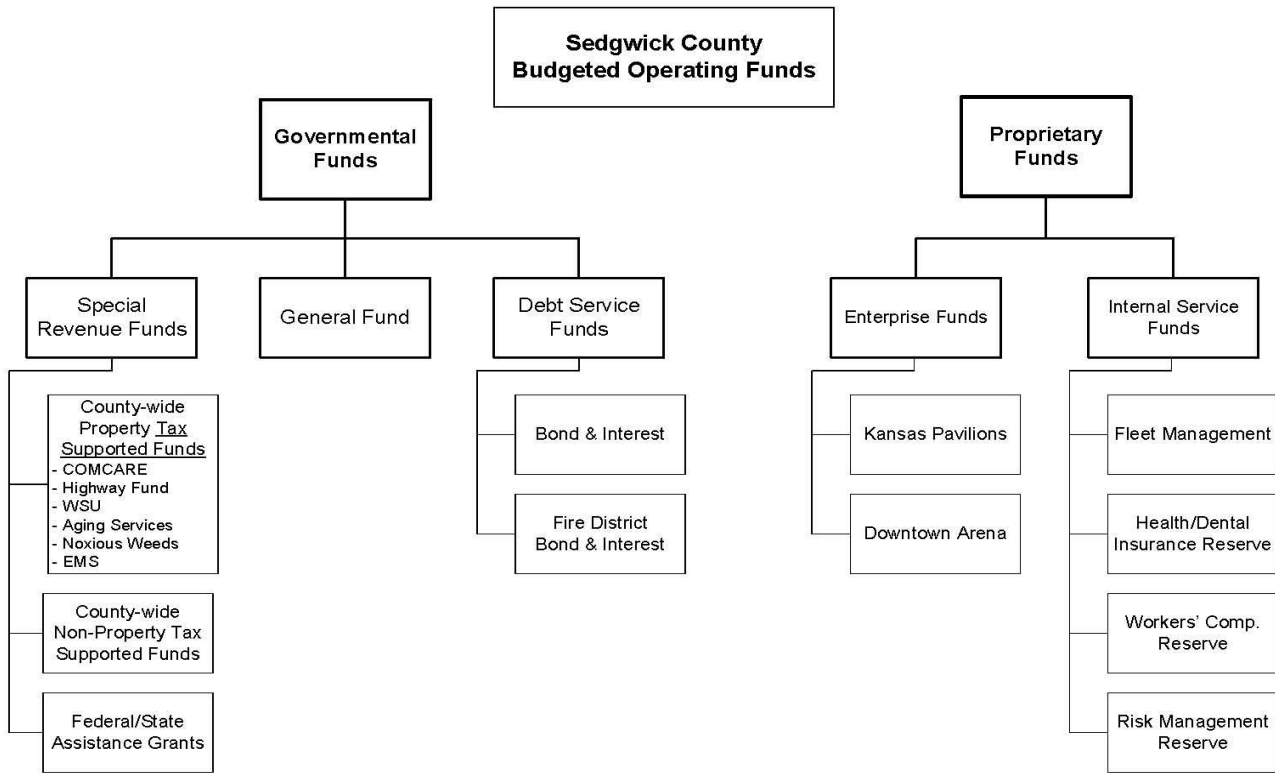 Sedgwick County
Budgeted Operating Funds
Governmental
Funds
Proprietary
Funds
Special
Revenue Funds
General Fund
Debt Service
Funds
Enterprise Funds
Internal Service
Funds
County-wide
Property Tax
Supported Funds
- COMCARE
- Highway Fund
- WSU
- Aging Services
- Noxious Weeds
- EMS
County-wide
Non-Property Tax
Supported Funds
Federal/State
Assistance Grants
Bond & Interest
Fire District
Bond & Interest
Kansas Pavilions
Downtown Arena
Fleet Management
Health/Dental
Insurance Reserve
Workers' Comp.
Reserve
Risk Management
Reserve